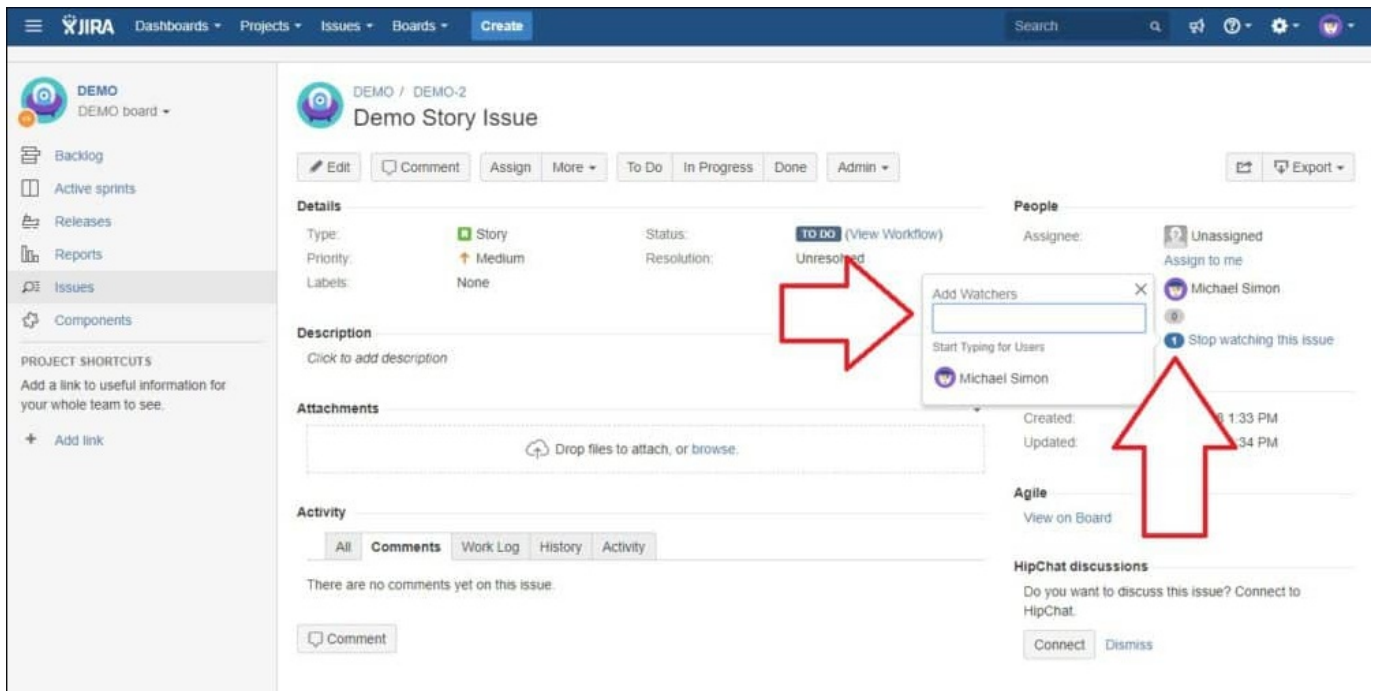 JIRA Dashboards Projects Issues Boards Create Search
DEMO
DEMO board
Backlog
Active sprints
Releases
Reports
Issues
Components
PROJECT SHORTCUTS
Add a link to useful information for
your whole team to see.
+ Add link
DEMO / DEMO-2
Demo Story Issue
Edit Comment Assign More To Do In Progress Done Admin Export
Details
Type: Story Status: TO DO (View Workflow)
Priority: Medium Resolution: Unresolved
Labels: None
Description
Click to add description
Attachments
Drop files to attach, or browse.
Activity
All Comments Work Log History Activity
There are no comments yet on this issue.
Comment
People
Assignee: Unassigned
Assign to me
Michael Simon
0
1 Stop watching this issue
Add Watchers
Start Typing for Users
Michael Simon
Created: 1:33 PM
Updated: :34 PM
Agile
View on Board
HipChat discussions
Do you want to discuss this issue? Connect to
HipChat.
Connect Dismiss